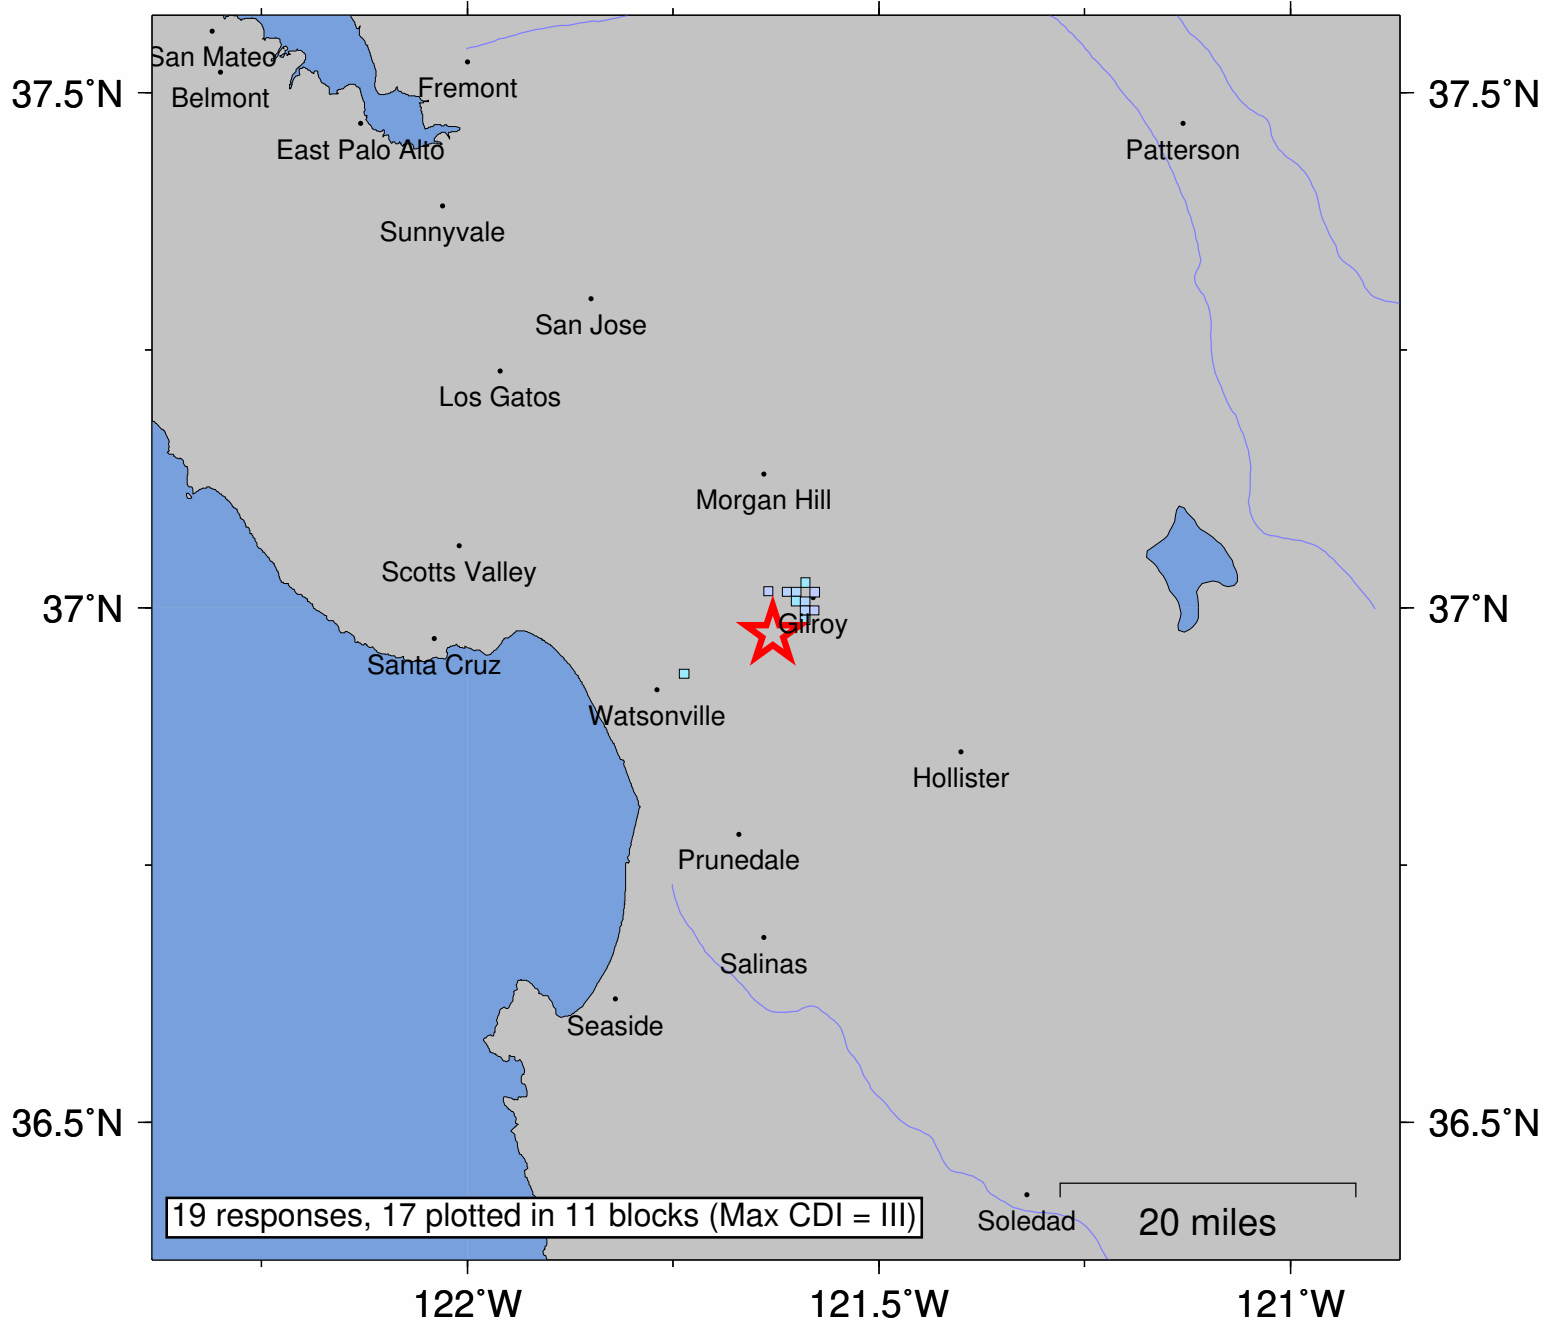 San Mateo
Fremont
37.5°N
37.5°N
Belmont
East Palo Alto
Patterson
Sunnyvale
San Jose
Los Gatos
Morgan Hill
Scotts Valley
37°N
37°N
Gilroy
Santa Cruz
Watsonville
Hollister
Prunedale
Salinas
Seaside
36.5°N
36.5°N
19 responses, 17 plotted in 11 blocks (Max CDI = III)
Soledad
20 miles
122°W
121.5°W
121°W